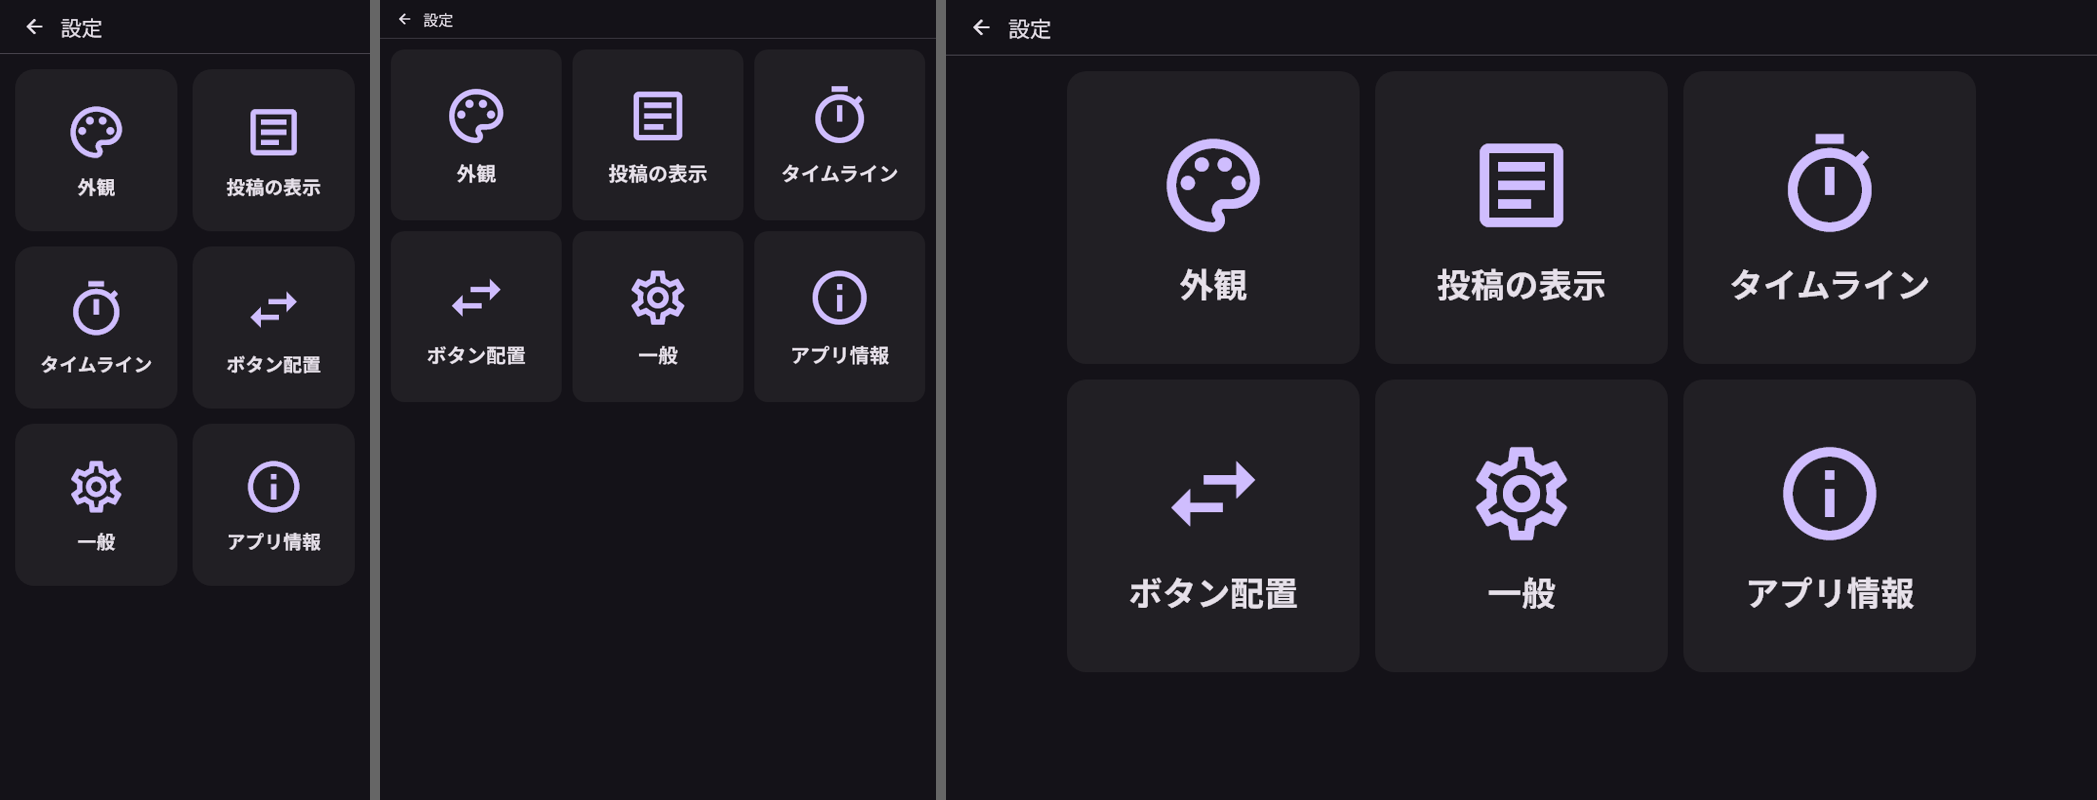 設定
外観
投稿の表示
タイムライン
ボタン配置
一般
アプリ情報
設定
外観
投稿の表示
タイムライン
ボタン配置
一般
アプリ情報
設定
外観
投稿の表示
タイムライン
ボタン配置
一般
アプリ情報